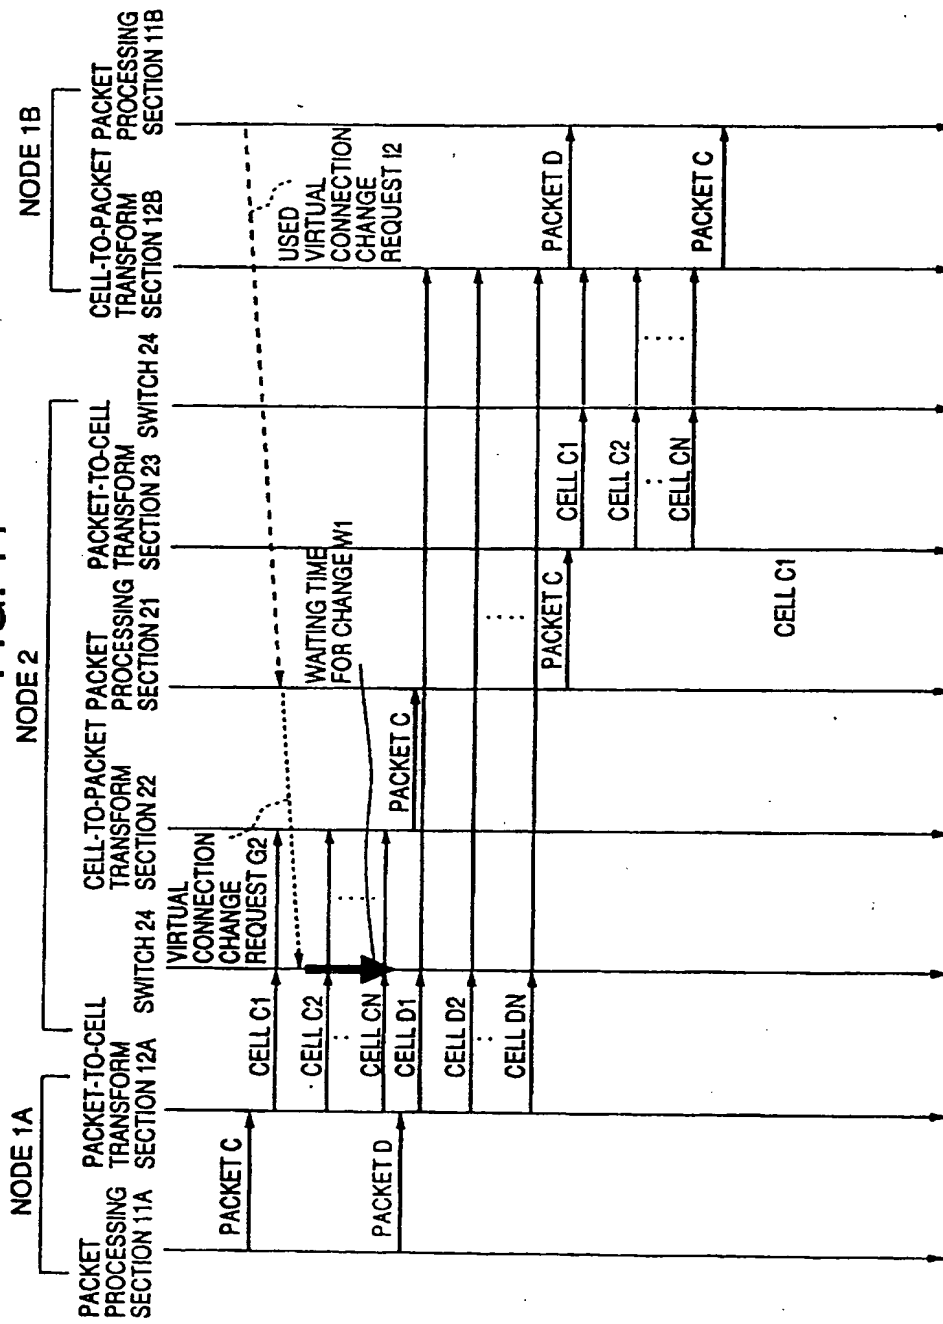 NODE 1A
NODE 2
NODE 1B
PACKET
PROCESSING
SECTION 11A
PACKET-TO-CELL
TRANSFORM
SECTION 12A
SWITCH 24
CELL-TO-PACKET
TRANSFORM
SECTION 22
PACKET
PROCESSING
SECTION 21
PACKET-TO-CELL
TRANSFORM
SECTION 23
SWITCH 24
CELL-TO-PACKET
TRANSFORM
SECTION 12B
PACKET
PROCESSING
SECTION 11B
PACKET C
PACKET D
CELL C1
CELL C2
CELL CN
CELL D1
CELL D2
CELL DN
VIRTUAL
CONNECTION
CHANGE
REQUEST G2
PACKET C
WAITING TIME
FOR CHANGE W1
PACKET C
CELL C1
CELL C1
CELL C2
CELL CN
USED
VIRTUAL
CONNECTION
CHANGE
REQUEST I2
PACKET D
PACKET C